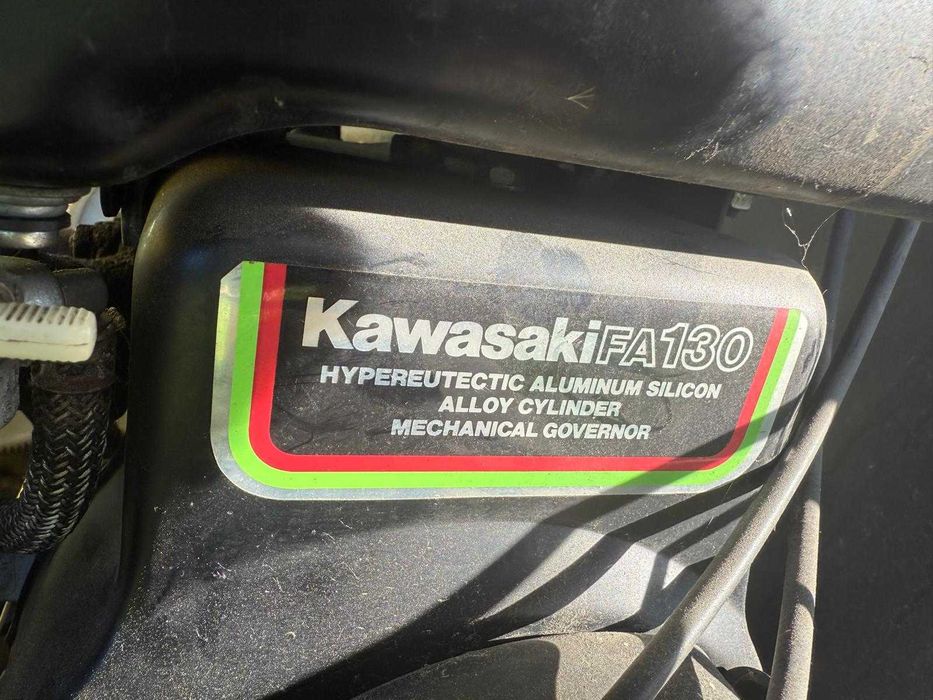 KawasakiFA130
HYPEREUTECTIC ALUMINUM SILICON
ALLOY CYLINDER
MECHANICAL GOVERNOR